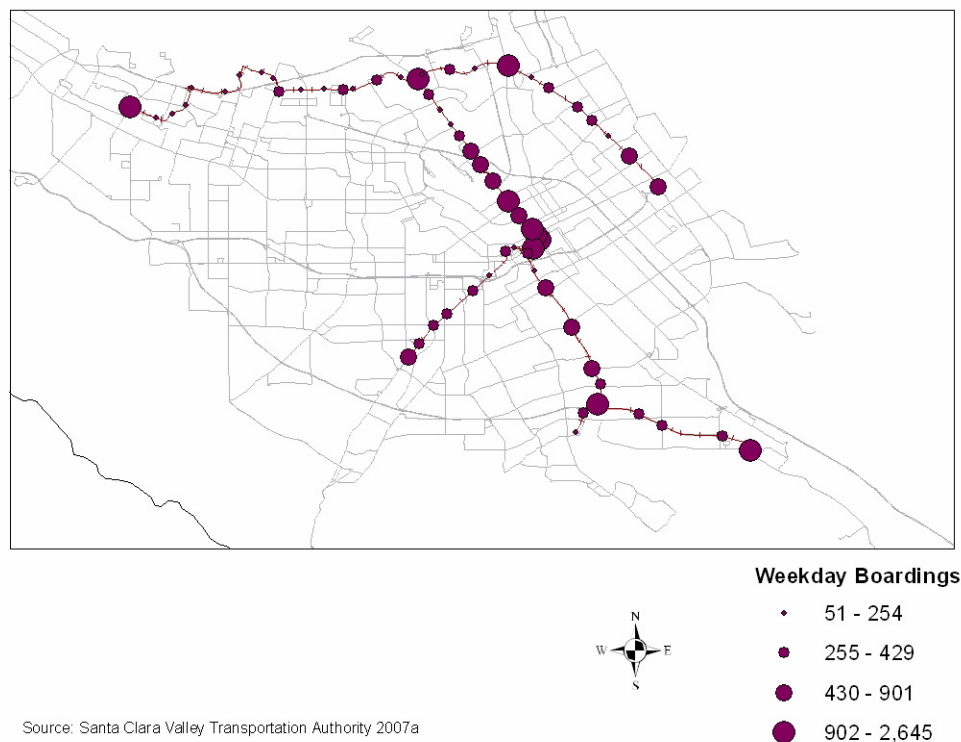 Weekday Boardings
51 - 254
255 - 429
430 - 901
902 - 2,645
N
W E
S
Source: Santa Clara Valley Transportation Authority 2007a